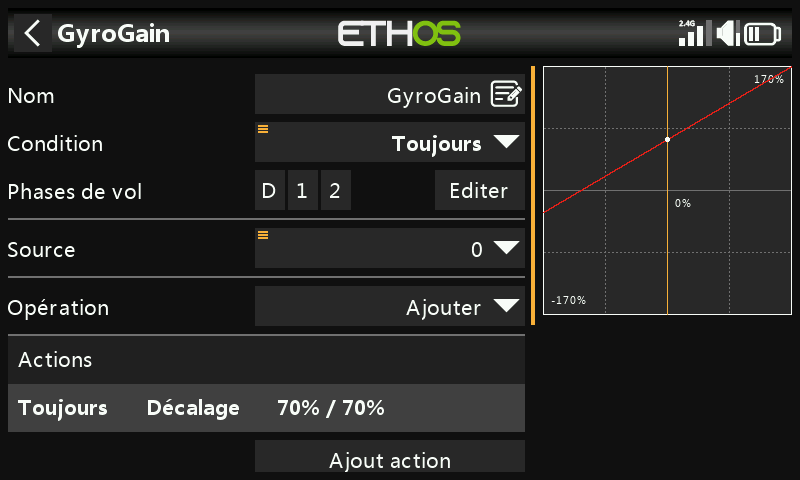 GyroGain
ETHOS
2.4G
Nom
GyroGain
Condition
Toujours
Phases de vol
D 1 2
Editer
Source
0
Opération
Ajouter
Actions
Toujours Décalage 70% / 70%
Ajout action
170%
0%
-170%